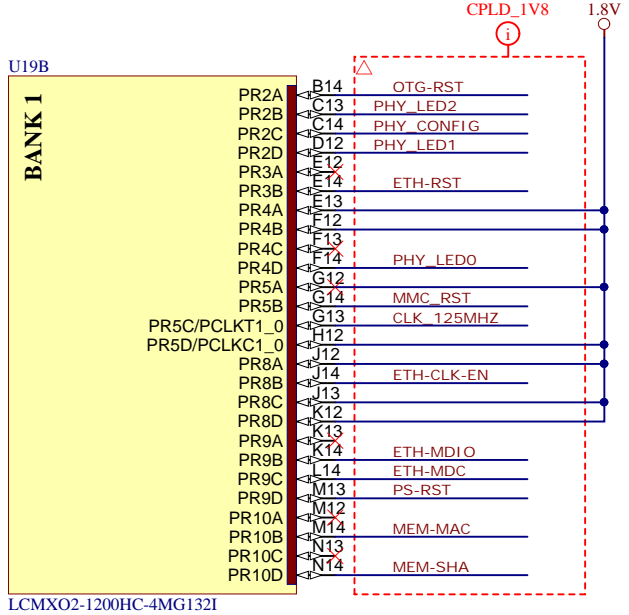 CPLD_1V8 1.8V
i
U19B
BANK 1
PR2A B14 OTG-RST
PR2B C13 PHY_LED2
PR2C C14 PHY_CONFIG
PR2D D12 PHY_LED1
PR3A E12
PR3B E14 ETH-RST
PR4A E13
PR4B F12
PR4C F13
PR4D F14 PHY_LED0
PR5A G12
PR5B G14 MMC_RST
PR5C/PCLKT1_0 G13 CLK_125MHZ
PR5D/PCLKC1_0 H12
PR8A J12
PR8B J14 ETH-CLK-EN
PR8C J13
PR8D K12
PR9A K13
PR9B K14 ETH-MDIO
PR9C L14 ETH-MDC
PR9D M13 PS-RST
PR10A M12
PR10B M14 MEM-MAC
PR10C N13
PR10D N14 MEM-SHA
LCMXO2-1200HC-4MG132I